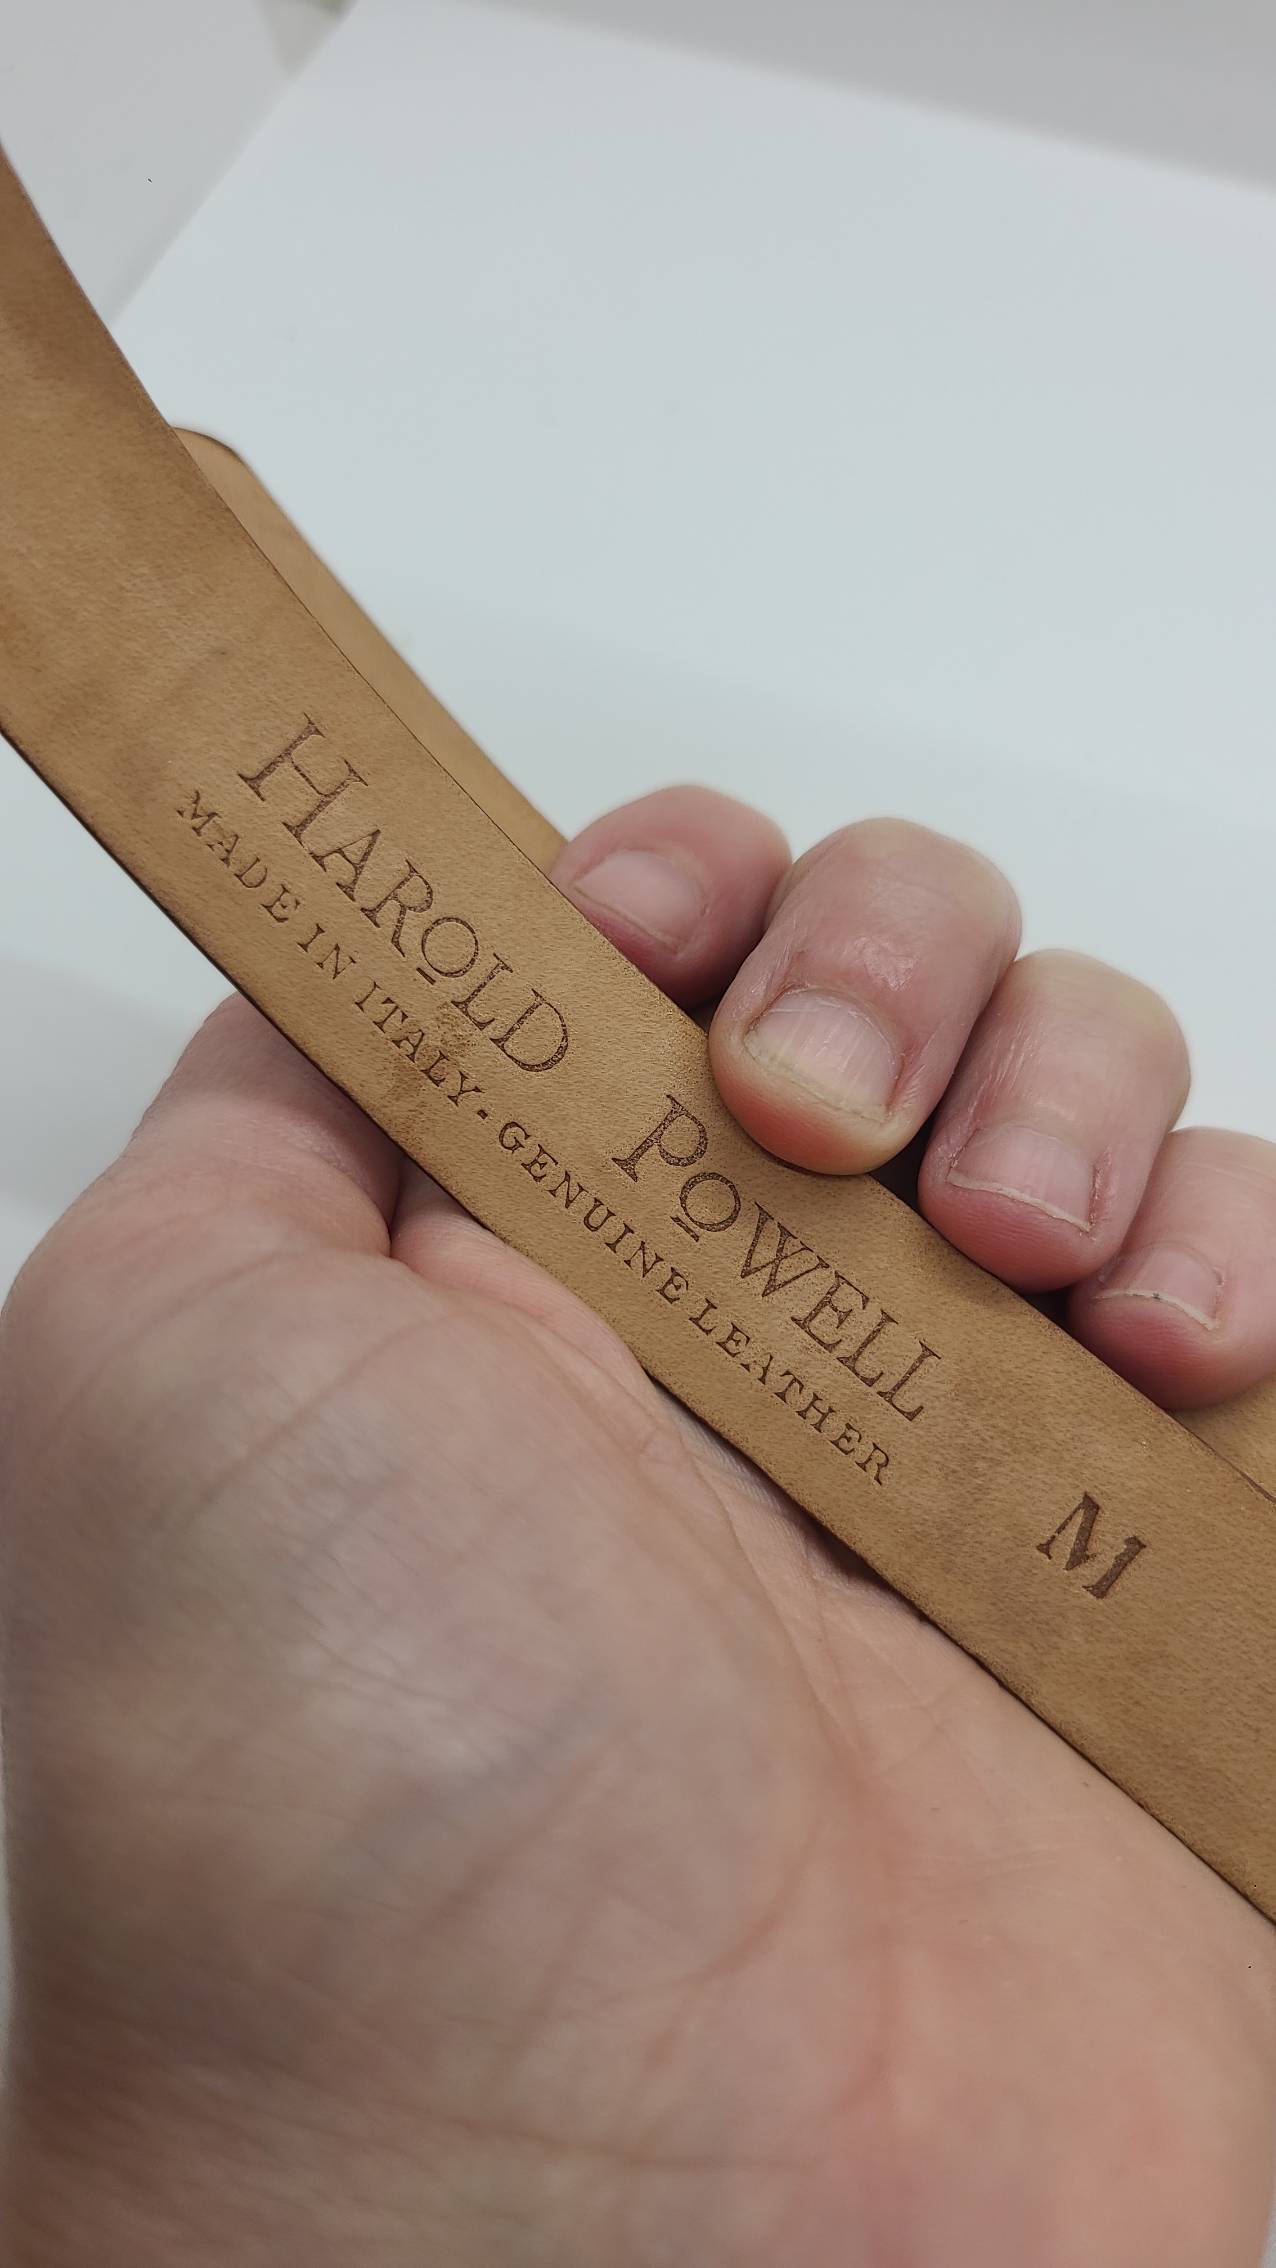 HAROLD POWELL
MADE IN ITALY - GENUINE LEATHER
M